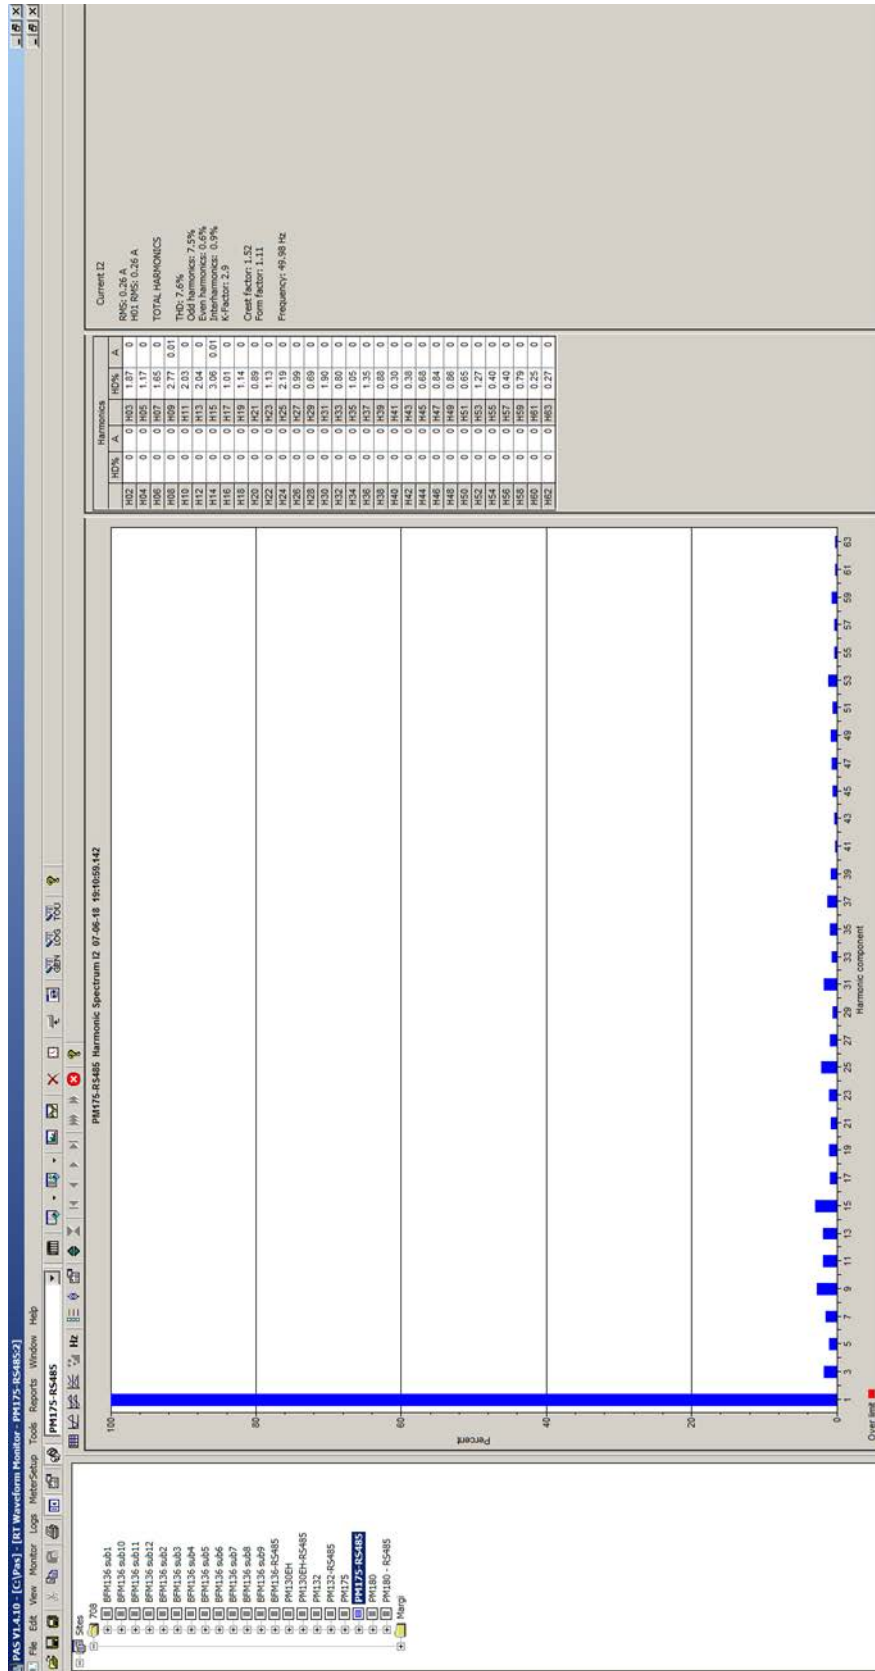 PAS V1.4.10 - [C:\Pas] - [RT Waveform Monitor - PM175-RS485:2]
File Edit View Monitor Logs MeterSetup Tools Reports Window Help
PM175-RS485
GEN LOG TOU
Hz
Sites
708
BFM136 sub1
BFM136 sub10
BFM136 sub11
BFM136 sub12
BFM136 sub2
BFM136 sub3
BFM136 sub4
BFM136 sub5
BFM136 sub6
BFM136 sub7
BFM136 sub8
BFM136 sub9
BFM136-RS485
PM130EH
PM130EH-RS485
PM132
PM132-RS485
PM175
PM175-RS485
PM180
PM180 - RS485
Margi
PM175-RS485 Harmonic Spectrum I2 07-06-18 19:10:59.142
100
80
60
40
20
0
Percent
1 3 5 7 9 11 13 15 17 19 21 23 25 27 29 31 33 35 37 39 41 43 45 47 49 51 53 55 57 59 61 63
Harmonic component
Over limit
Harmonics
HD% A HD% A
H02 0 0 H03 1.87 0
H04 0 0 H05 1.17 0
H06 0 0 H07 1.65 0
H08 0 0 H09 2.77 0.01
H10 0 0 H11 2.03 0
H12 0 0 H13 2.04 0
H14 0 0 H15 3.06 0.01
H16 0 0 H17 1.01 0
H18 0 0 H19 1.14 0
H20 0 0 H21 0.89 0
H22 0 0 H23 1.13 0
H24 0 0 H25 2.19 0
H26 0 0 H27 0.99 0
H28 0 0 H29 0.69 0
H30 0 0 H31 1.90 0
H32 0 0 H33 0.80 0
H34 0 0 H35 1.05 0
H36 0 0 H37 1.35 0
H38 0 0 H39 0.88 0
H40 0 0 H41 0.30 0
H42 0 0 H43 0.38 0
H44 0 0 H45 0.68 0
H46 0 0 H47 0.84 0
H48 0 0 H49 0.86 0
H50 0 0 H51 0.65 0
H52 0 0 H53 1.27 0
H54 0 0 H55 0.40 0
H56 0 0 H57 0.40 0
H58 0 0 H59 0.79 0
H60 0 0 H61 0.25 0
H62 0 0 H63 0.27 0
Current I2
RMS: 0.26 A
H01 RMS: 0.26 A
TOTAL HARMONICS
THD: 7.6%
Odd harmonics: 7.5%
Even harmonics: 0.6%
Interharmonics: 0.9%
K-Factor: 2.9
Crest factor: 1.52
Form factor: 1.11
Frequency: 49.98 Hz